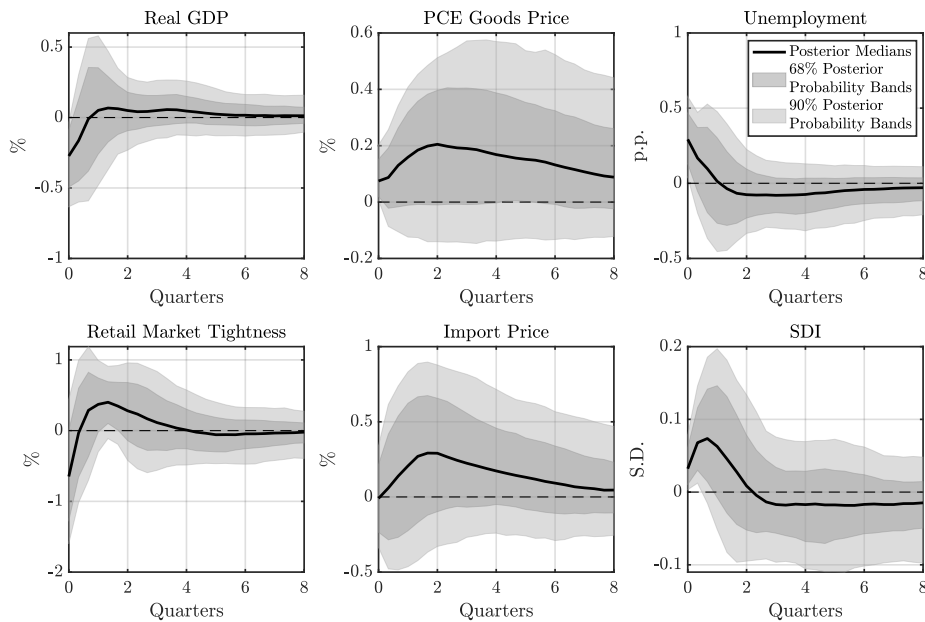 Real GDP
0.5
0
-0.5
-1
%
0 2 4 6 8
Quarters
PCE Goods Price
0.6
0.4
0.2
0
0.2
%
0 2 4 6 8
Quarters
Unemployment
1
0.5
0
-0.5
p.p.
Posterior Medians
68% Posterior
Probability Bands
90% Posterior
Probability Bands
0 2 4 6 8
Quarters
Retail Market Tightness
1
0
-1
-2
%
0 2 4 6 8
Quarters
Import Price
1
0.5
0
-0.5
%
0 2 4 6 8
Quarters
SDI
0.2
0.1
0
-0.1
S.D.
0 2 4 6 8
Quarters